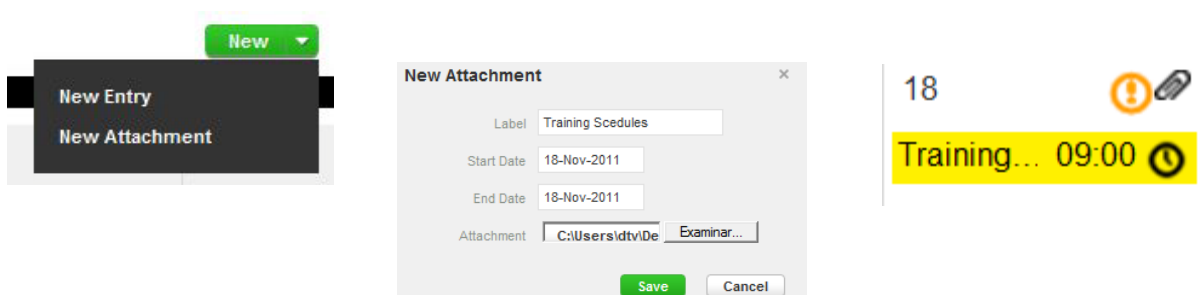 New
New Entry
New Attachment
New Attachment ×
Label Training Scedules
Start Date 18-Nov-2011
End Date 18-Nov-2011
Attachment C:\Users\dtv\De Examinar...
Save Cancel
18
Training... 09:00